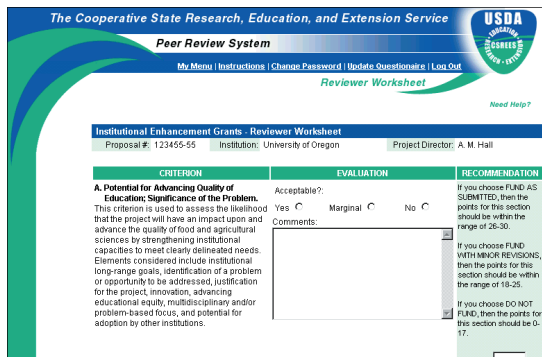 The Cooperative State Research, Education, and Extension Service
USDA
EDUCATION
CSREES
RESEARCH · EXTENSION
Peer Review System
My Menu | Instructions | Change Password | Update Questionaire | Log Out
Reviewer Worksheet
Need Help?
Institutional Enhancement Grants - Reviewer Worksheet
Proposal #: 123455-55 Institution: University of Oregon Project Director: A. M. Hall
CRITERION EVALUATION RECOMMENDATION
A. Potential for Advancing Quality of
Education; Significance of the Problem.
This criterion is used to assess the likelihood
that the project will have an impact upon and
advance the quality of food and agricultural
sciences by strengthening institutional
capacities to meet clearly delineated needs.
Elements considered include institutional
long-range goals, identification of a problem
or opportunity to be addressed, justification
for the project, innovation, advancing
educational equity, multidisciplinary and/or
problem-based focus, and potential for
adoption by other institutions.
Acceptable?:
Yes Marginal No
Comments:
If you choose FUND AS
SUBMITTED, then the
points for this section
should be within the
range of 26-30.
If you choose FUND
WITH MINOR REVISIONS,
then the points for this
section should be within
the range of 18-25.
If you choose DO NOT
FUND, then the points for
this section should be 0-
17.